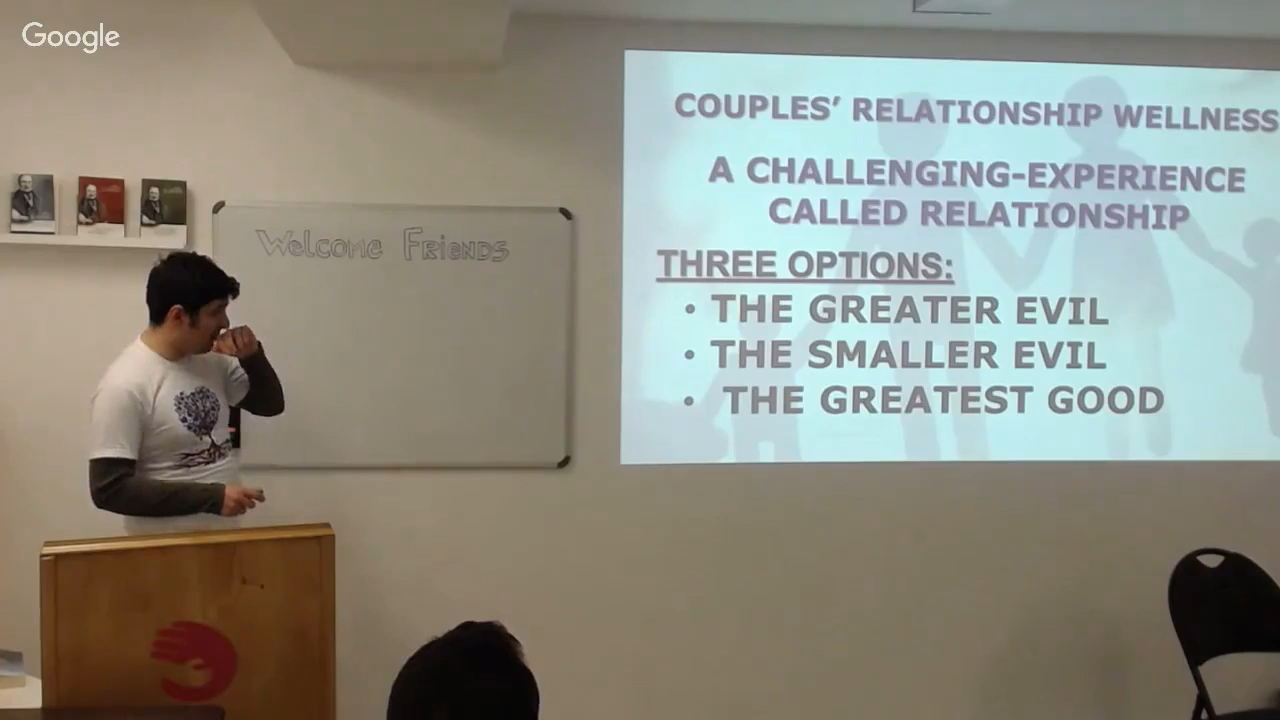 Google
Welcome Friends
COUPLES' RELATIONSHIP WELLNESS
A CHALLENGING-EXPERIENCE
CALLED RELATIONSHIP
THREE OPTIONS:
• THE GREATER EVIL
• THE SMALLER EVIL
• THE GREATEST GOOD